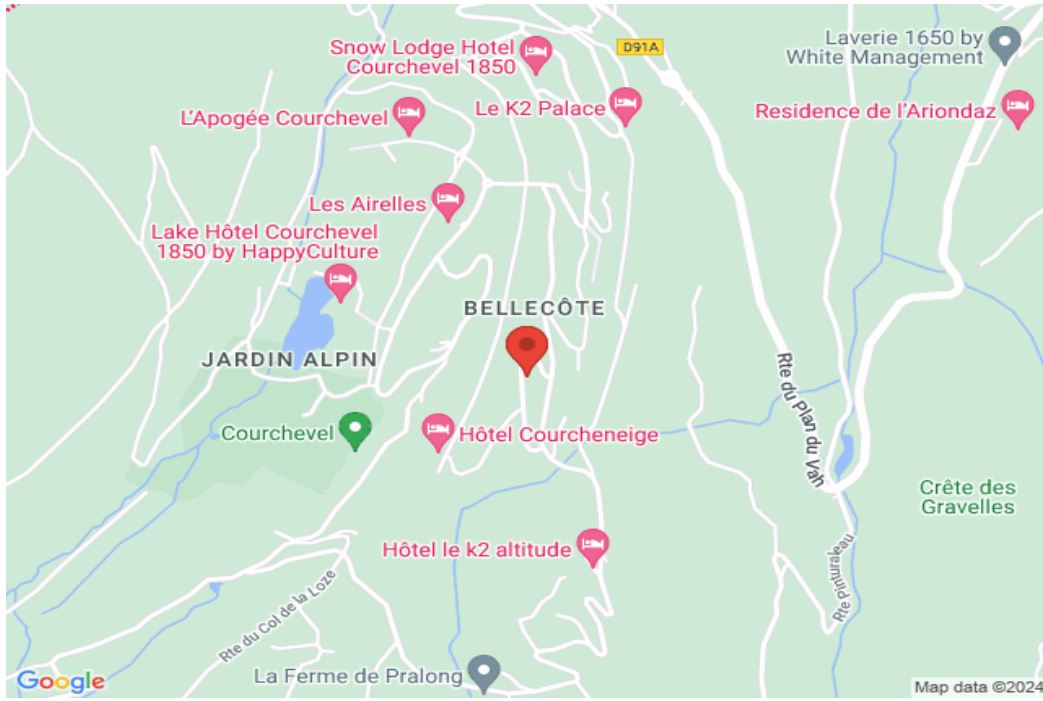 Snow Lodge Hotel
Courchevel 1850
D91A
Laverie 1650 by
White Management
L'Apogée Courchevel
Le K2 Palace
Residence de l'Ariondaz
Les Airelles
Lake Hôtel Courchevel
1850 by HappyCulture
BELLECÔTE
JARDIN ALPIN
Rte du Plan du Vah
Courchevel
Hôtel Courcheneige
Crête des
Gravelles
Hôtel le k2 altitude
Rte Pinturaleau
Rte du Col de la Loze
La Ferme de Pralong
Google
Map data ©2024